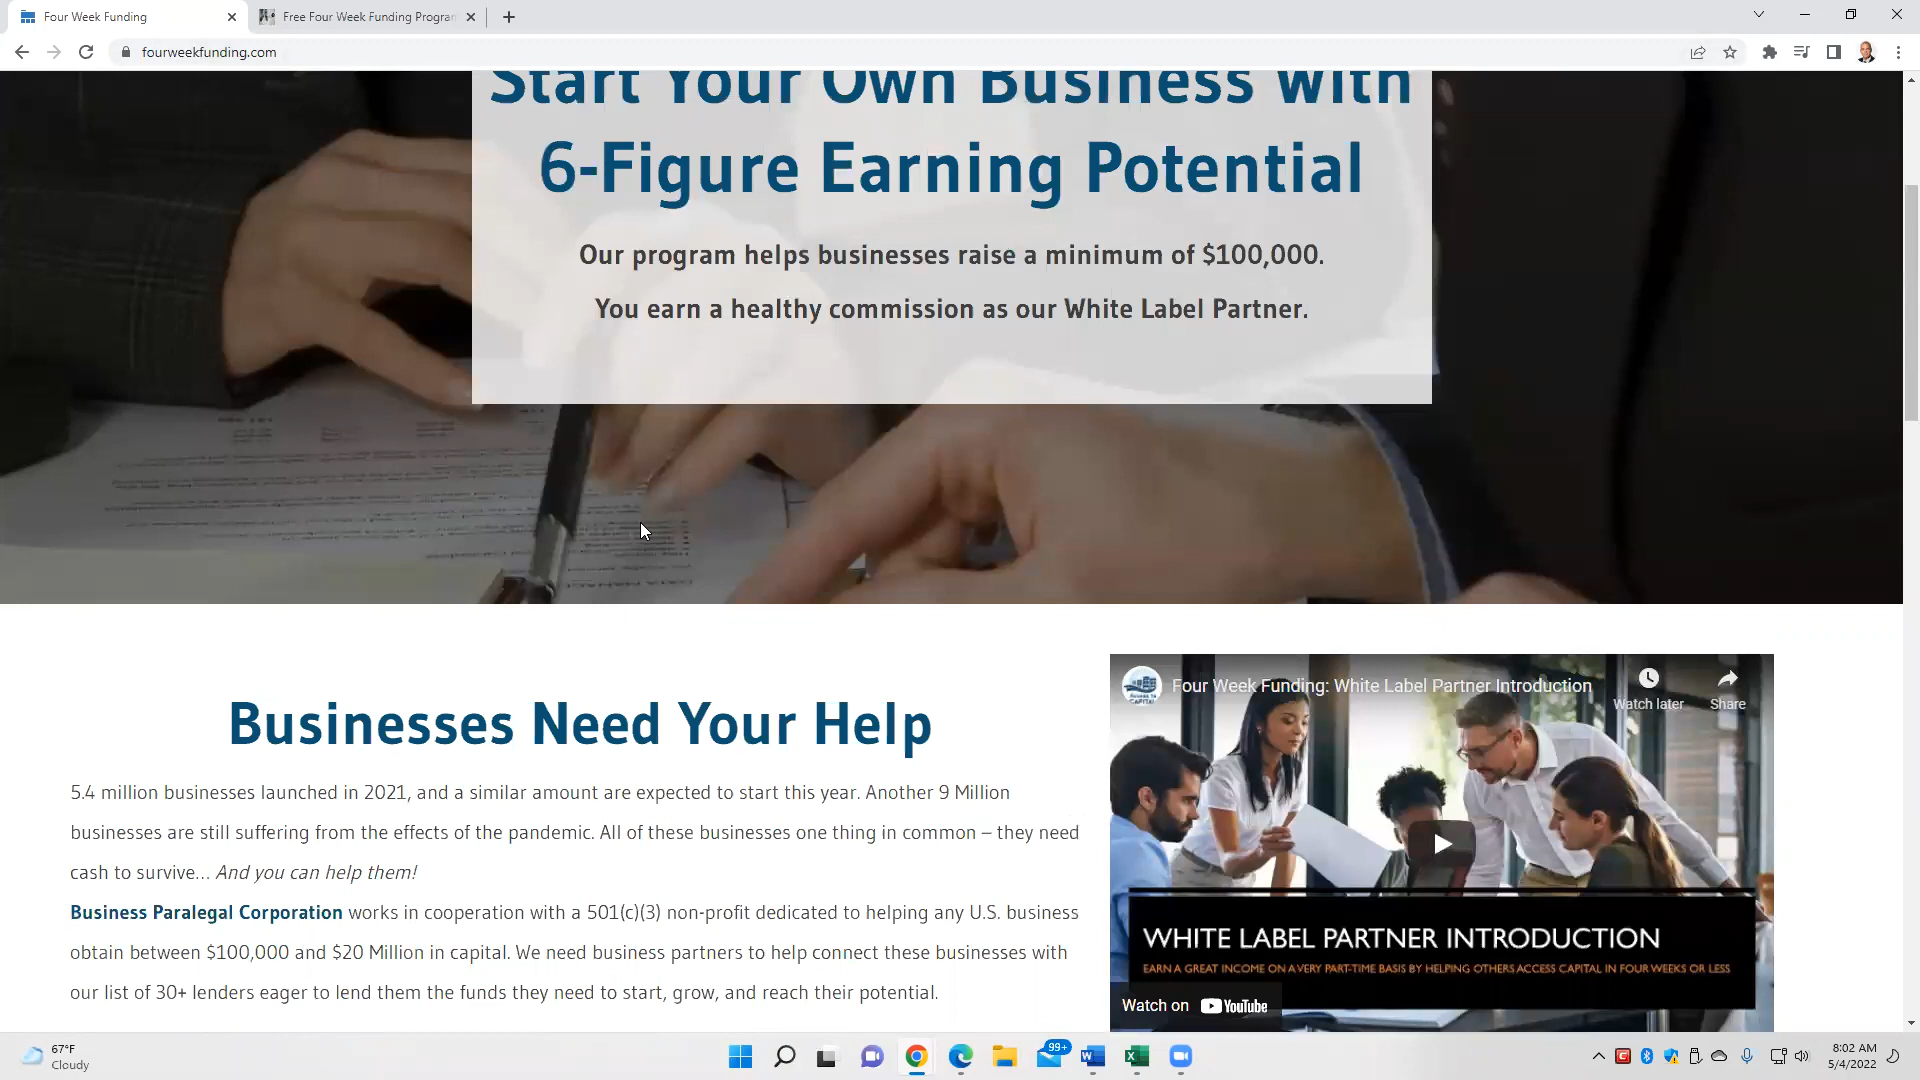 Four Week Funding
Free Four Week Funding Program
fourweekfunding.com
Start Your Own Business with
6-Figure Earning Potential
Our program helps businesses raise a minimum of $100,000.
You earn a healthy commission as our White Label Partner.
Businesses Need Your Help
5.4 million businesses launched in 2021, and a similar amount are expected to start this year. Another 9 Million
businesses are still suffering from the effects of the pandemic. All of these businesses one thing in common – they need
cash to survive... And you can help them!
Business Paralegal Corporation works in cooperation with a 501(c)(3) non-profit dedicated to helping any U.S. business
obtain between $100,000 and $20 Million in capital. We need business partners to help connect these businesses with
our list of 30+ lenders eager to lend them the funds they need to start, grow, and reach their potential.
Four Week Funding: White Label Partner Introduction
Watch later
Share
CAPITAL
WHITE LABEL PARTNER INTRODUCTION
EARN A GREAT INCOME ON A VERY PART-TIME BASIS BY HELPING OTHERS ACCESS CAPITAL IN FOUR WEEKS OR LESS
Watch on YouTube
67°F
Cloudy
99+
8:02 AM
5/4/2022